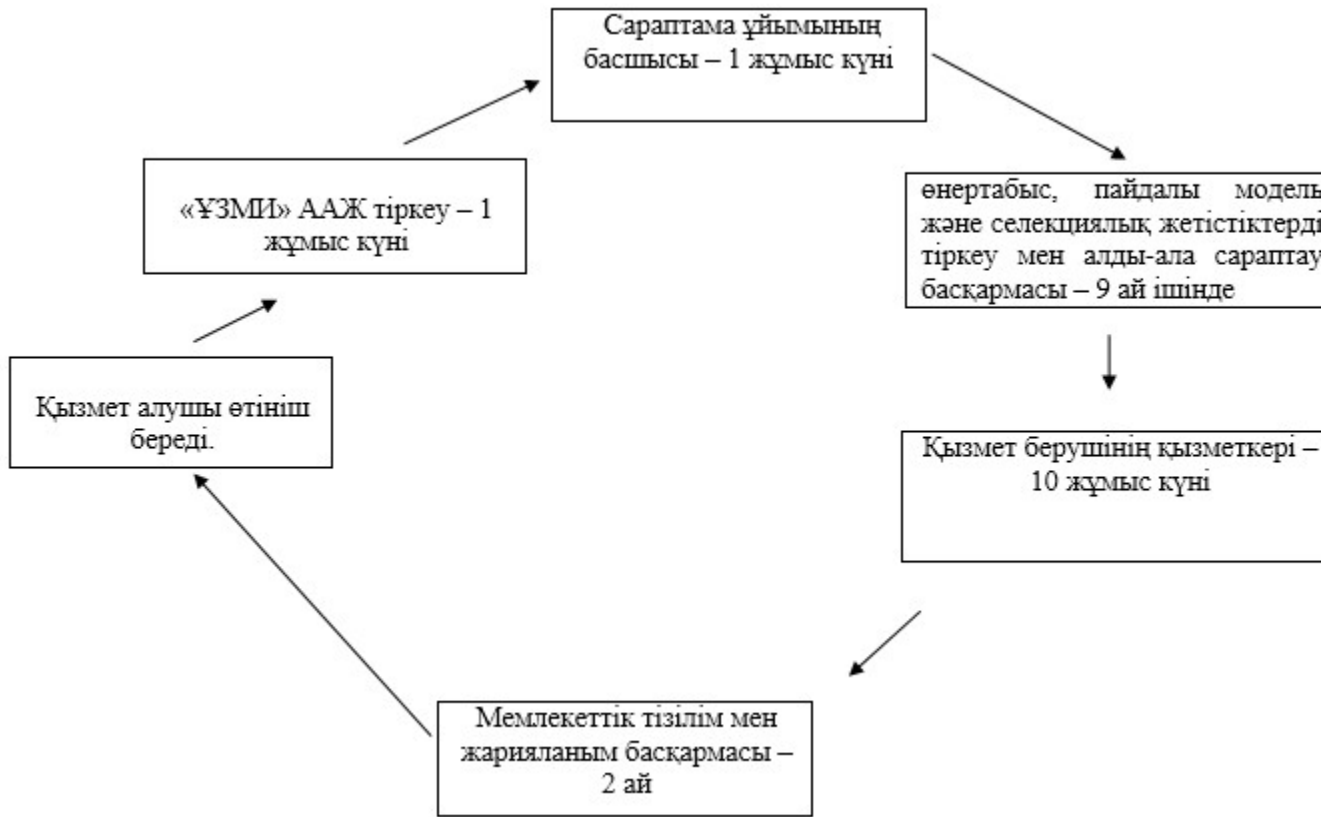 Сараптама ұйымының
басшысы – 1 жұмыс күні
«ҰЗМИ» ААЖ тіркеу – 1
жұмыс күні
өнертабыс, пайдалы модель
және селекциялық жетістіктерді
тіркеу мен алды-ала сараптау
басқармасы – 9 ай ішінде
Қызмет алушы өтініш
береді.
Қызмет берушінің қызметкері –
10 жұмыс күні
Мемлекеттік тізілім мен
жарияланым басқармасы –
2 ай